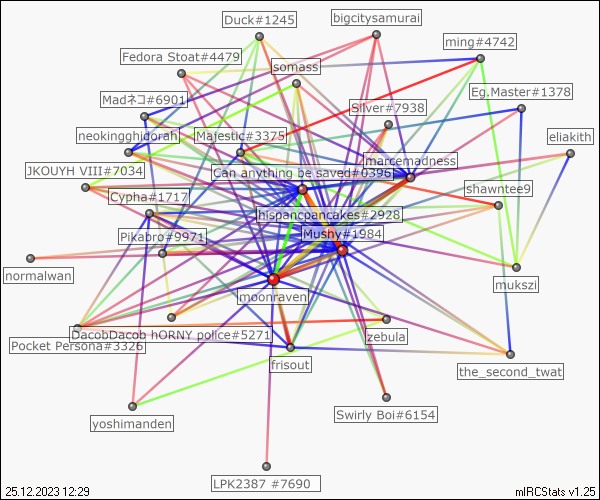 Duck#1245
bigcitysamurai
ming#4742
Fedora Stoat#4479
somass
Eg.Master#1378
Madネコ#6901
Silver#7938
neokingghidorah
Majestic#3375
eliakith
marcemadness
JKOUYH VIII#7034
Can anything be saved#0396
shawntee9
Cypha#1717
hispancpancakes#2928
Pikabro#9971
Mushy#1984
normalwan
mukszi
moonraven
DacobDacob hORNY police#5271
zebula
Pocket Persona#3326
frisout
the_second_twat
yoshimanden
Swirly Boi#6154
LPK2387 #7690
25.12.2023 12:29
mIRCStats v1.25